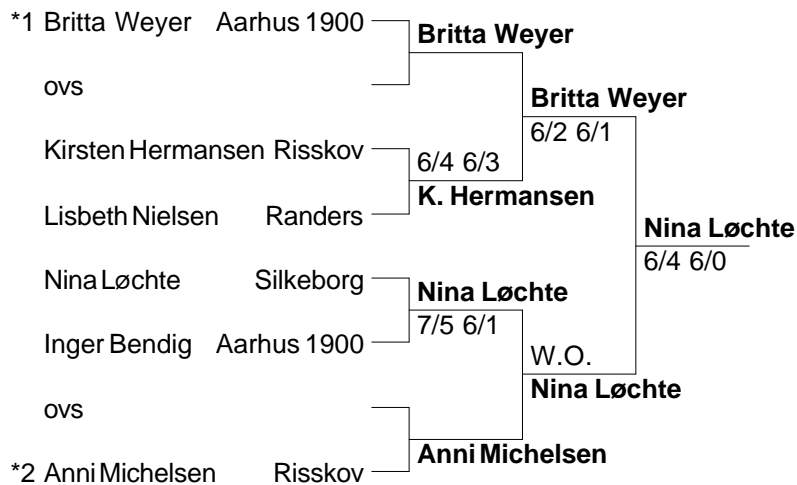 *1 Britta Weyer Aarhus 1900
Britta Weyer
ovs
Britta Weyer
6/2 6/1
Kirsten Hermansen Risskov
6/4 6/3
K. Hermansen
Lisbeth Nielsen Randers
Nina Løchte
6/4 6/0
Nina Løchte Silkeborg
Nina Løchte
7/5 6/1
Inger Bendig Aarhus 1900
W.O.
Nina Løchte
ovs
Anni Michelsen
*2 Anni Michelsen Risskov